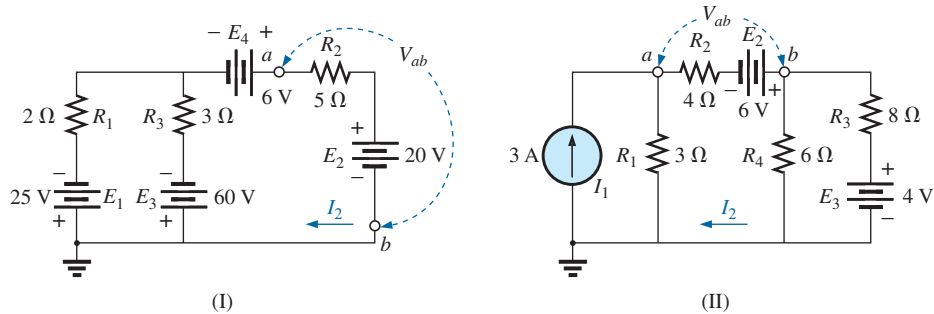 − E4 +
a
6 V
R2
5 Ω
Vab
2 Ω
R1
R3
3 Ω
+
E2
20 V
−
−
25 V
E1
+
−
E3
60 V
+
I2
b
(I)
Vab
a
R2
4 Ω
E2
b
−
+
6 V
R3
8 Ω
3 A
I1
R1
3 Ω
R4
6 Ω
+
E3
4 V
−
I2
(II)